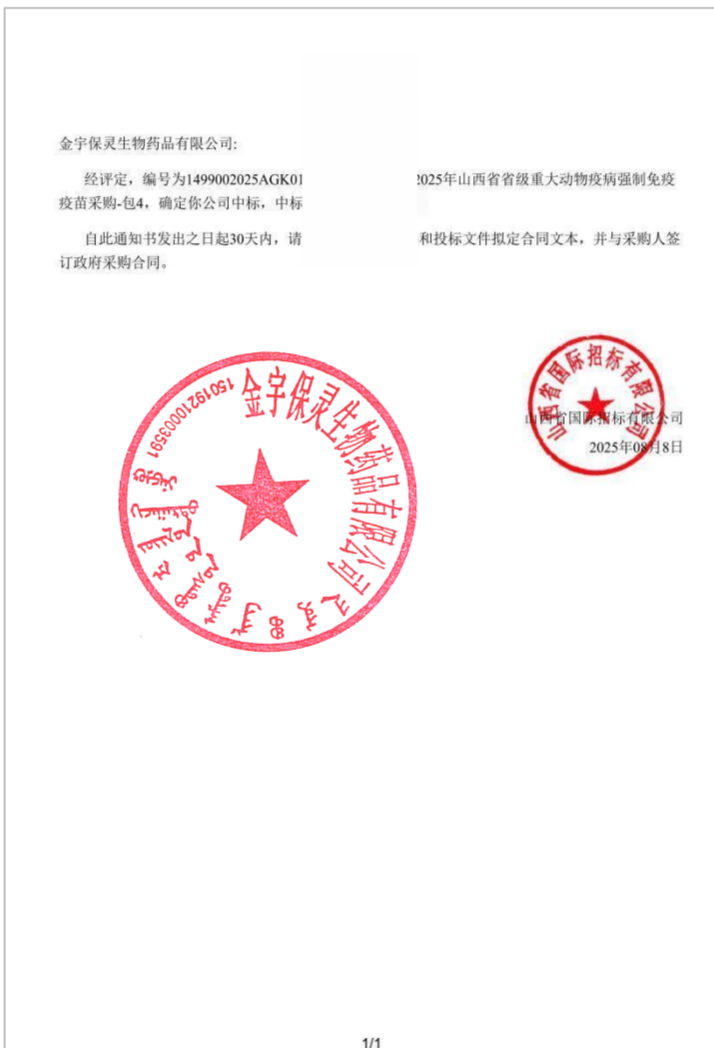 金宇保灵生物药品有限公司:
经评定，编号为1499002025AGK01 2025年山西省省级重大动物疫病强制免疫
疫苗采购-包4，确定你公司中标，中标
自此通知书发出之日起30天内，请 和投标文件拟定合同文本，并与采购人签
订政府采购合同。
山西省国际招标有限公司
山西省国际招标有限公司
2025年08月8日
金宇保灵生物药品有限公司
15019210003591
1/1